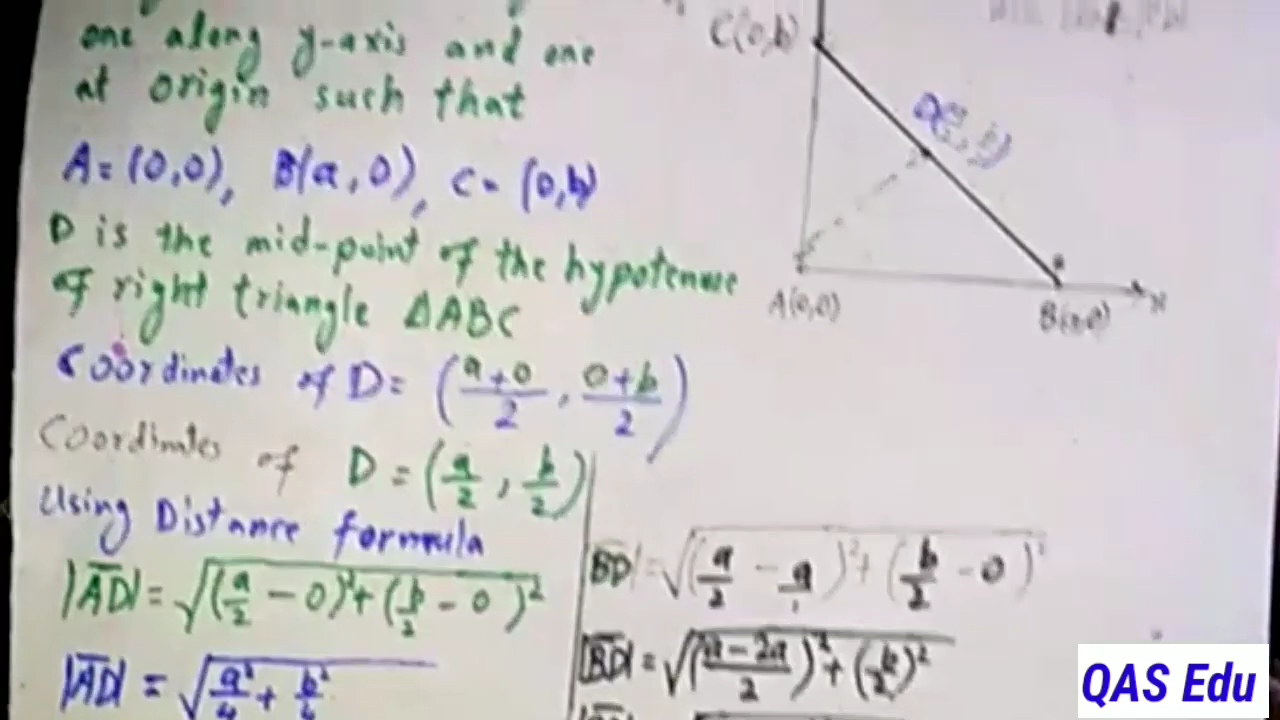 one along y-axis and one
at origin such that
A = (0,0), B(a,0), C = (0,b)
D is the mid-point of the hypotenuse
of right triangle ΔABC
Coordinates of D = (a+0/2, 0+b/2)
Coordinates of D = (a/2, b/2)
Using Distance formula
|AD| = √(a/2 - 0)² + (b/2 - 0)²
|AD| = √a²/4 + b²/4
C(0,b)
A(0,0)
B(a,0)
|BD| = √(a/2 - a/1)² + (b/2 - 0)²
|BD| = √(a-2a/2)² + (b/2)²
QAS Edu